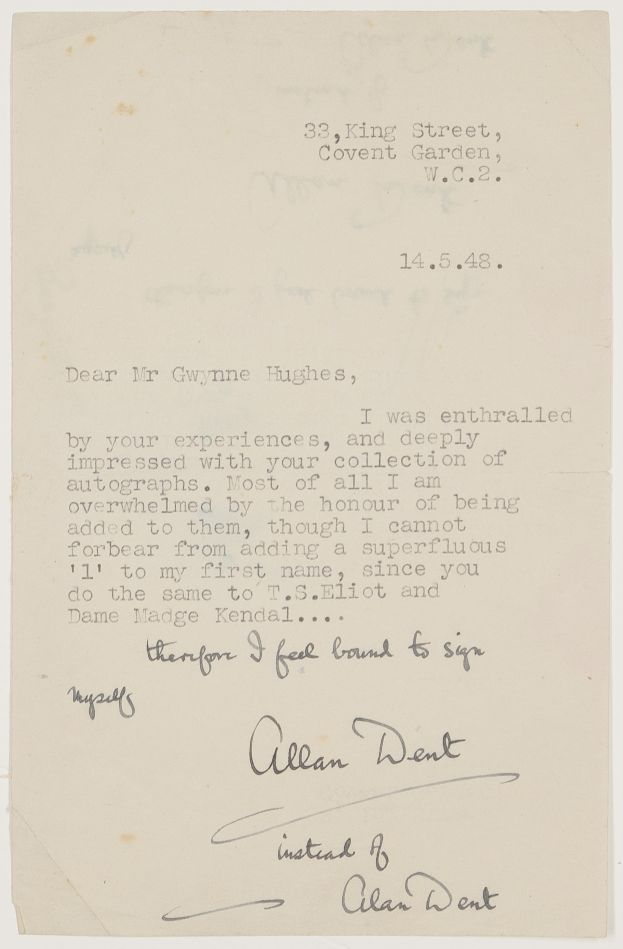 33,King Street,
Covent Garden,
W.C.2.
14.5.48.
Dear Mr Gwynne Hughes,
I was enthralled
by your experiences, and deeply
impressed with your collection of
autographs. Most of all I am
overwhelmed by the honour of being
added to them, though I cannot
forbear from adding a superfluous
'l' to my first name, since you
do the same to T.S.Eliot and
Dame Madge Kendal....
therefore I feel bound to sign
myself
Allan Dent
instead of
Alan Dent